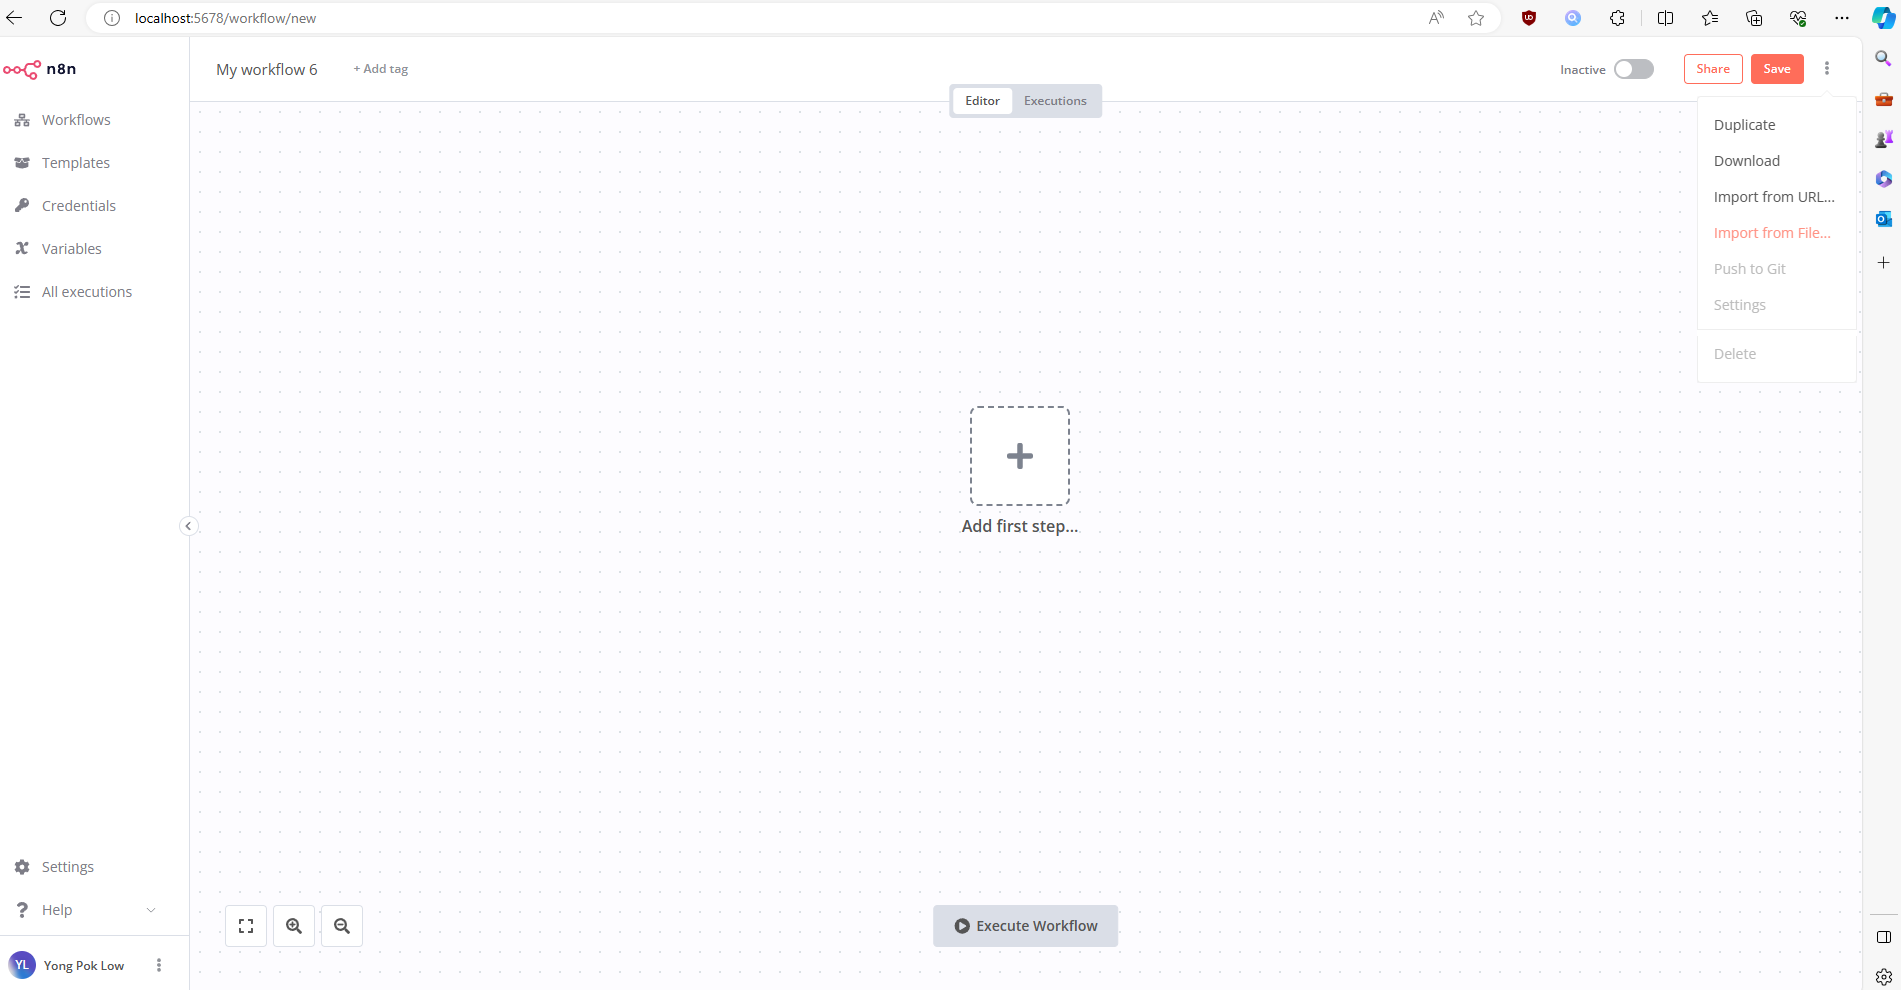 localhost:5678/workflow/new
n8n
My workflow 6
+ Add tag
Inactive
Share
Save
Editor
Executions
Workflows
Templates
Credentials
Variables
All executions
Duplicate
Download
Import from URL...
Import from File...
Push to Git
Settings
Delete
Add first step...
Settings
Help
Execute Workflow
YL
Yong Pok Low